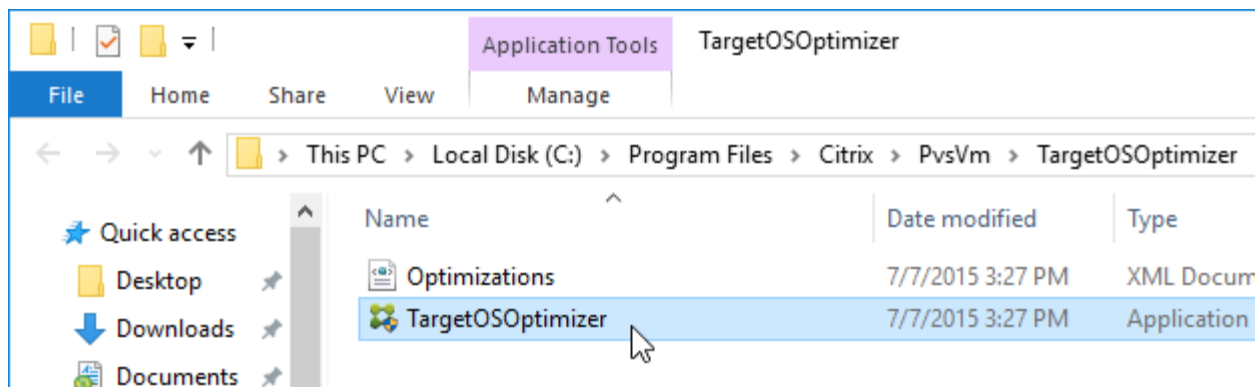 Application Tools TargetOSOptimizer
File Home Share View Manage
This PC > Local Disk (C:) > Program Files > Citrix > PvsVm > TargetOSOptimizer
Name Date modified Type
Quick access
Optimizations 7/7/2015 3:27 PM XML Docum
Desktop
TargetOSOptimizer 7/7/2015 3:27 PM Application
Downloads
Documents